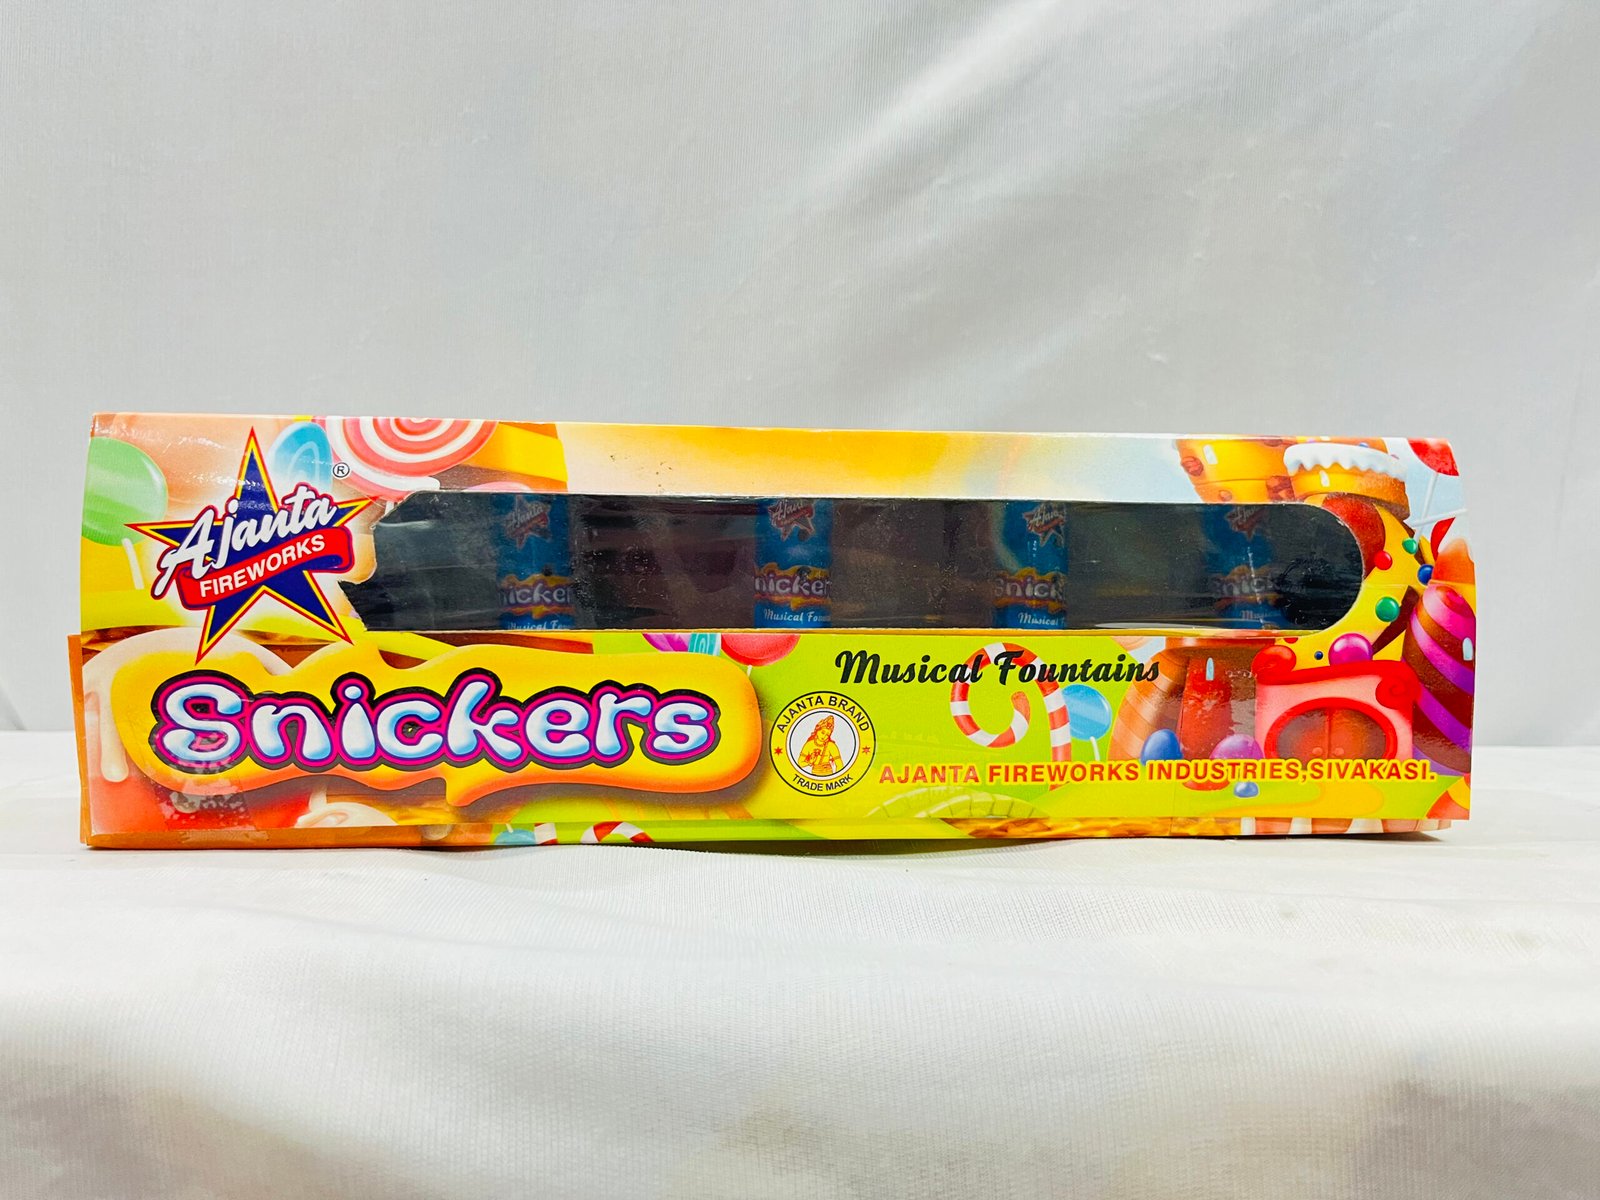 Ajanta
®
FIREWORKS
Snickers
Musical Fountains
AJANTA BRAND
TRADE MARK
AJANTA FIREWORKS INDUSTRIES,SIVAKASI.